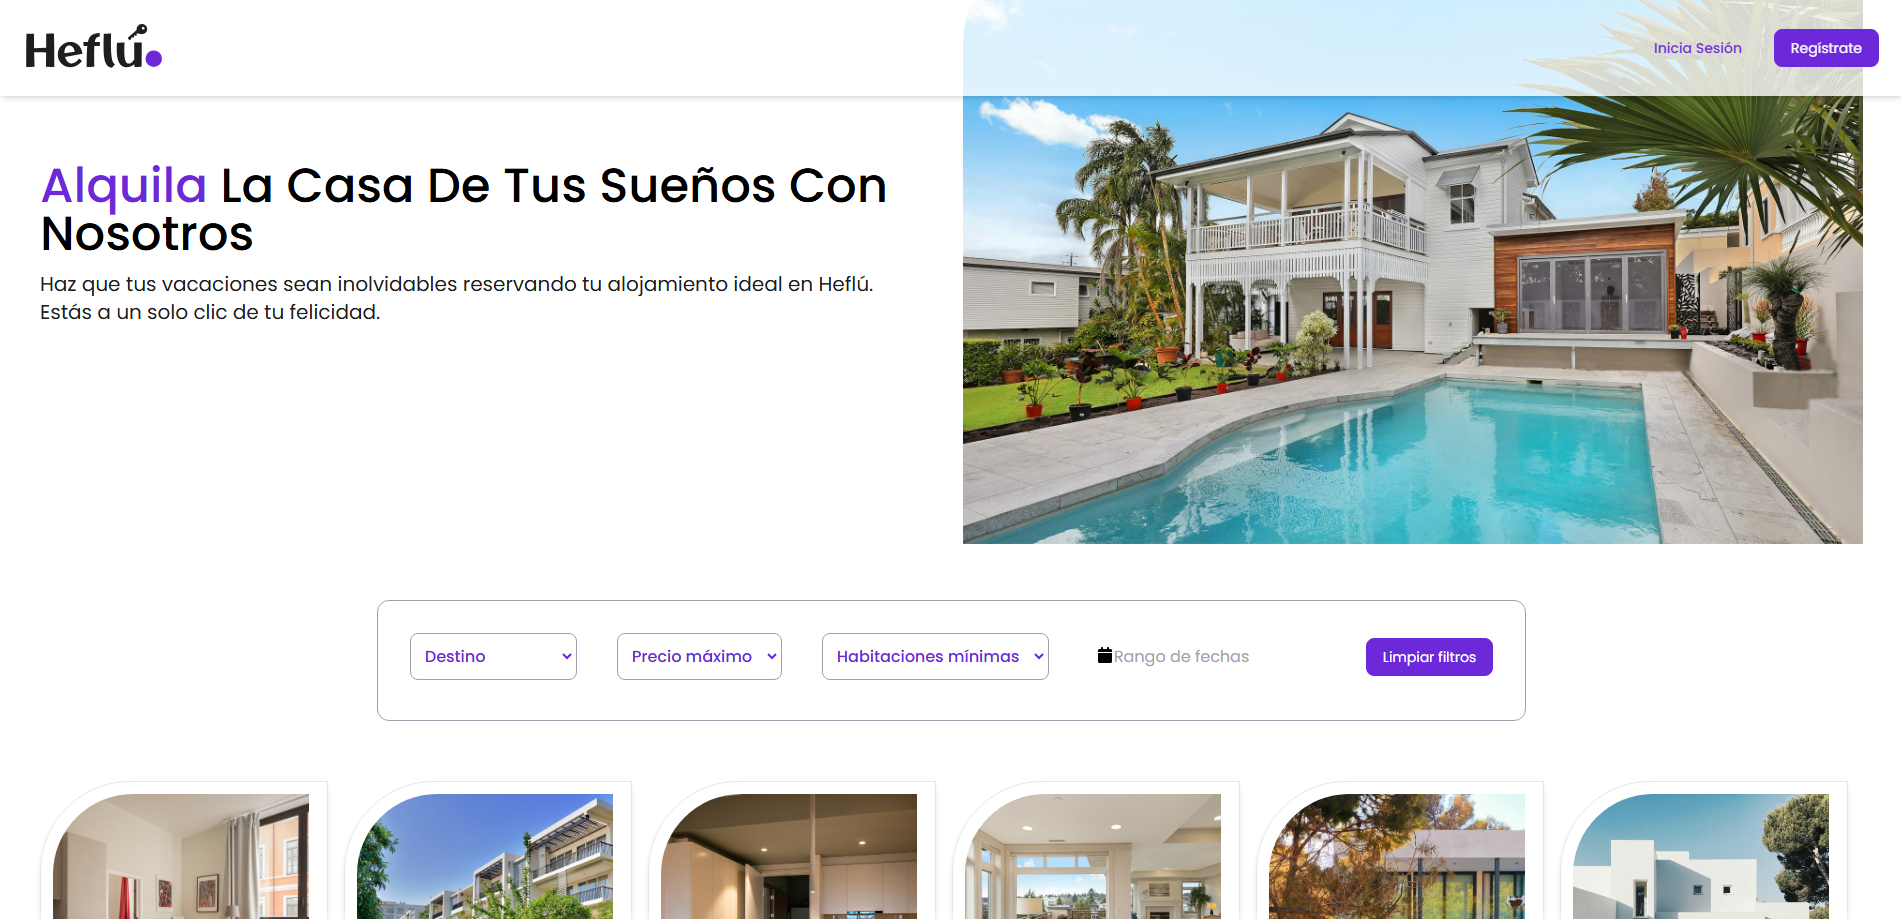 Heflú
Inicia Sesión
Regístrate
Alquila La Casa De Tus Sueños Con
Nosotros
Haz que tus vacaciones sean inolvidables reservando tu alojamiento ideal en Heflú.
Estás a un solo clic de tu felicidad.
Destino
Precio máximo
Habitaciones mínimas
Rango de fechas
Limpiar filtros